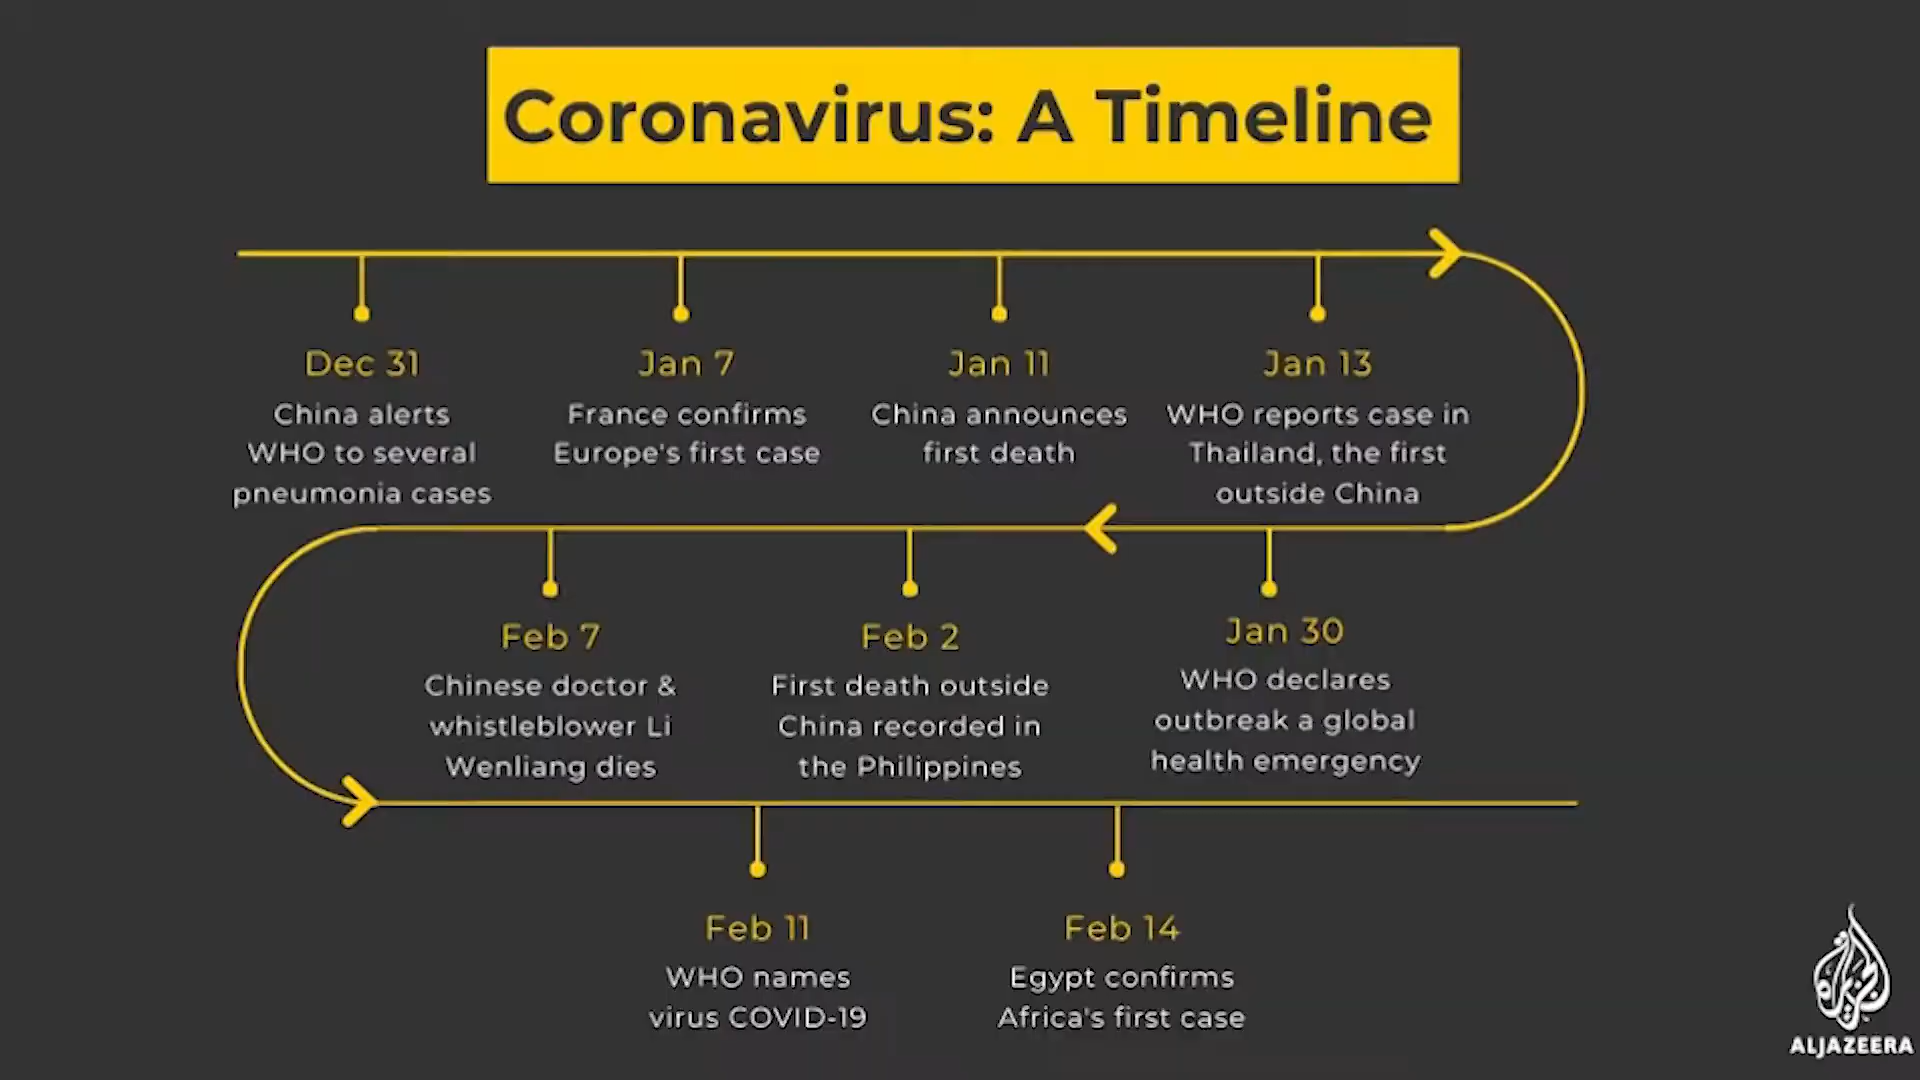 Coronavirus: A Timeline
Dec 31
China alerts
WHO to several
pneumonia cases
Jan 7
France confirms
Europe's first case
Jan 11
China announces
first death
Jan 13
WHO reports case in
Thailand, the first
outside China
Jan 30
WHO declares
outbreak a global
health emergency
Feb 2
First death outside
China recorded in
the Philippines
Feb 7
Chinese doctor &
whistleblower Li
Wenliang dies
Feb 11
WHO names
virus COVID-19
Feb 14
Egypt confirms
Africa's first case
الجزيرة
ALJAZEERA